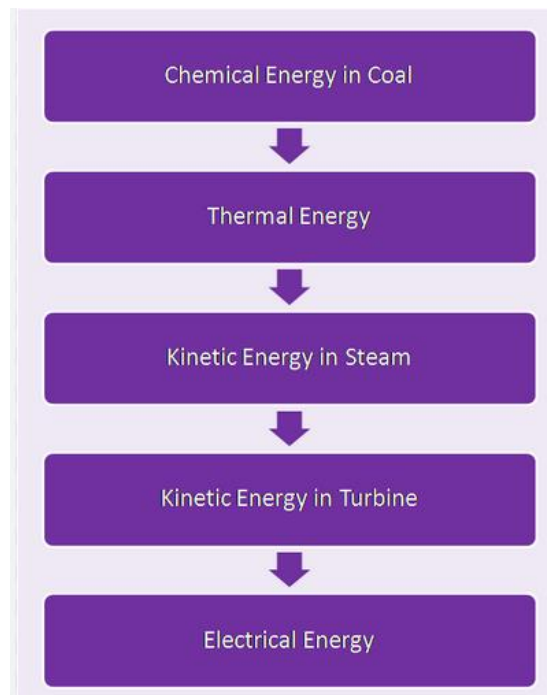 Chemical Energy in Coal
Thermal Energy
Kinetic Energy in Steam
Kinetic Energy in Turbine
Electrical Energy